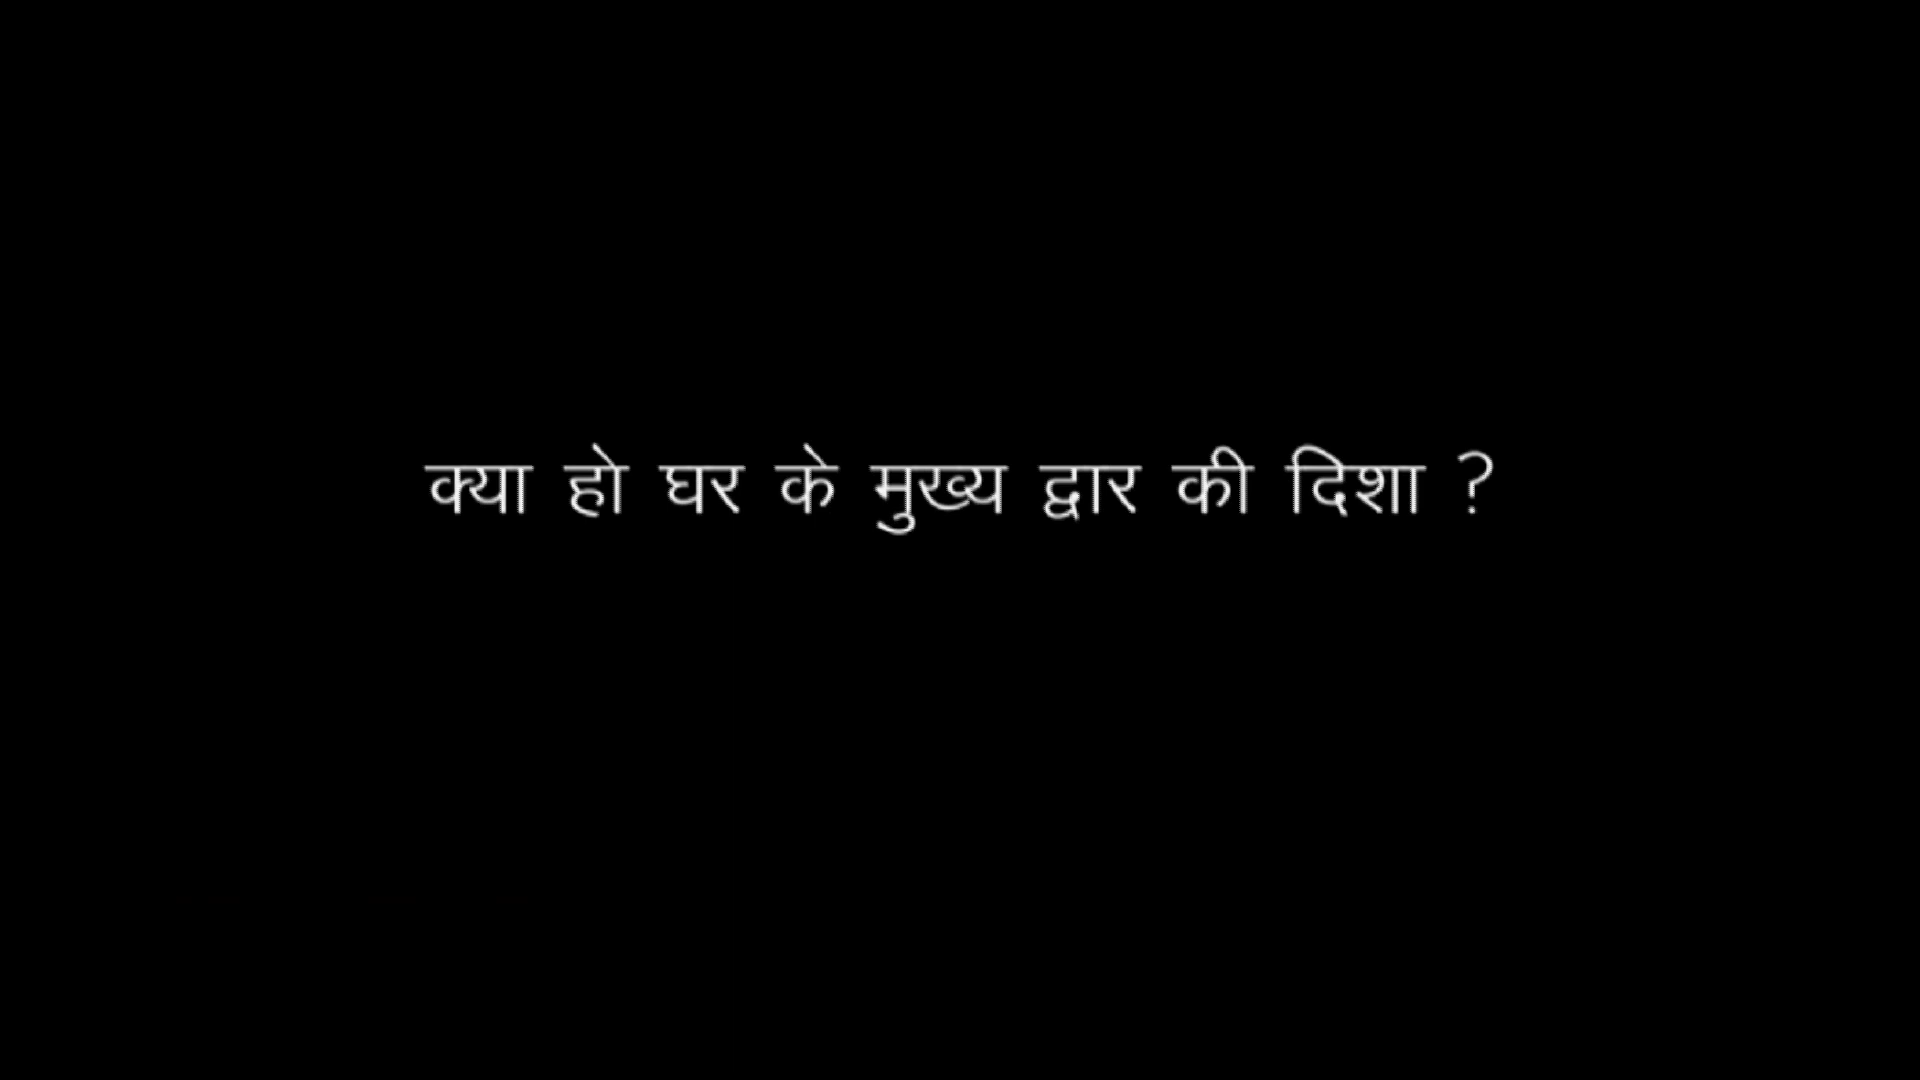 क्या हो घर के मुख्य द्वार की दिशा ?